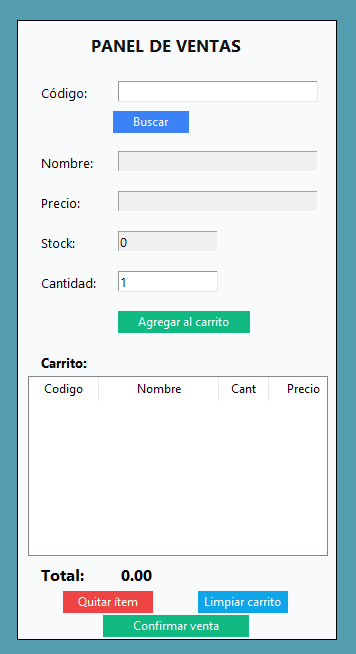 PANEL DE VENTAS
Código:
Buscar
Nombre:
Precio:
Stock: 0
Cantidad: 1
Agregar al carrito
Carrito:
Codigo Nombre Cant Precio
Total: 0.00
Quitar ítem Limpiar carrito
Confirmar venta